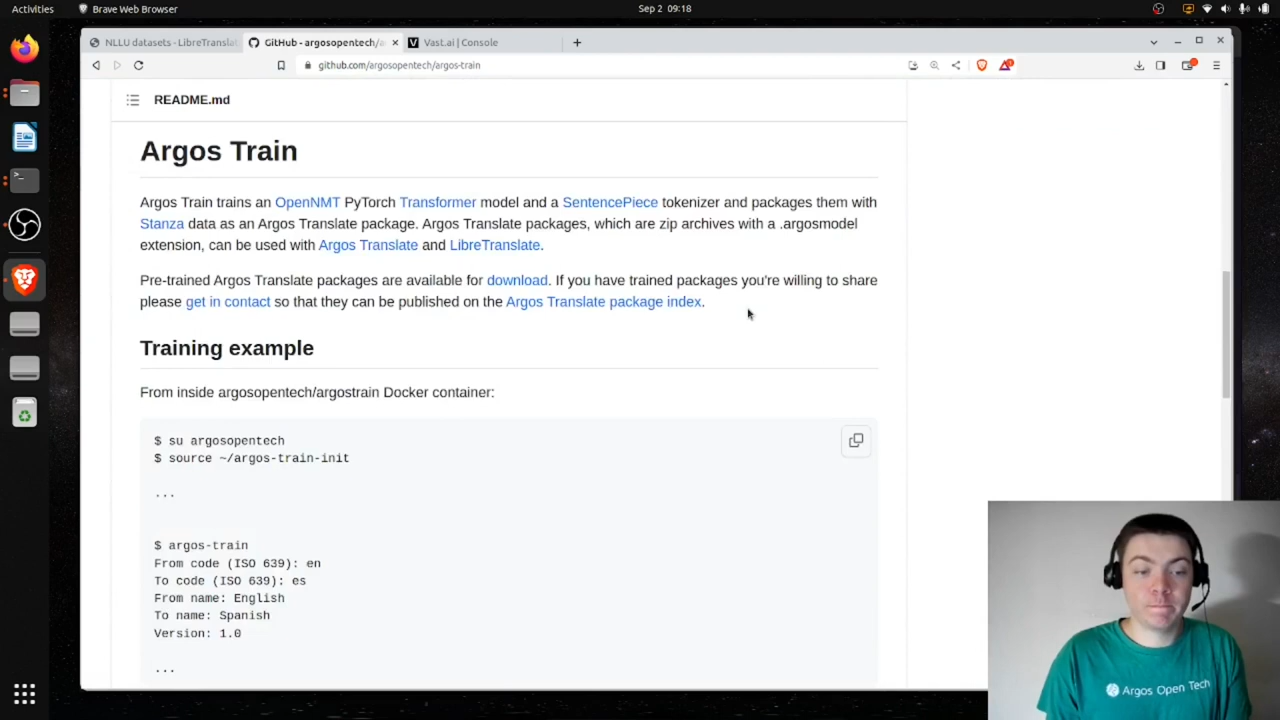 Activities
Brave Web Browser
Sep 2 09:18
NLLU datasets - LibreTranslat
GitHub - argosopentech/a
Vast.ai | Console
github.com/argosopentech/argos-train
README.md
Argos Train
Argos Train trains an OpenNMT PyTorch Transformer model and a SentencePiece tokenizer and packages them with
Stanza data as an Argos Translate package. Argos Translate packages, which are zip archives with a .argosmodel
extension, can be used with Argos Translate and LibreTranslate.
Pre-trained Argos Translate packages are available for download. If you have trained packages you're willing to share
please get in contact so that they can be published on the Argos Translate package index.
Training example
From inside argosopentech/argostrain Docker container:
$ su argosopentech
$ source ~/argos-train-init
...
$ argos-train
From code (ISO 639): en
To code (ISO 639): es
From name: English
To name: Spanish
Version: 1.0
...
Argos Open Tech